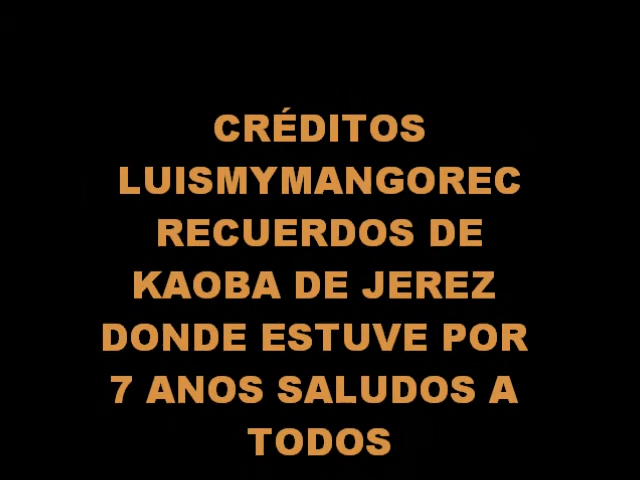 CRÉDITOS
LUISMYMANGOREC
RECUERDOS DE
KAOBA DE JEREZ
DONDE ESTUVE POR
7 ANOS SALUDOS A
TODOS